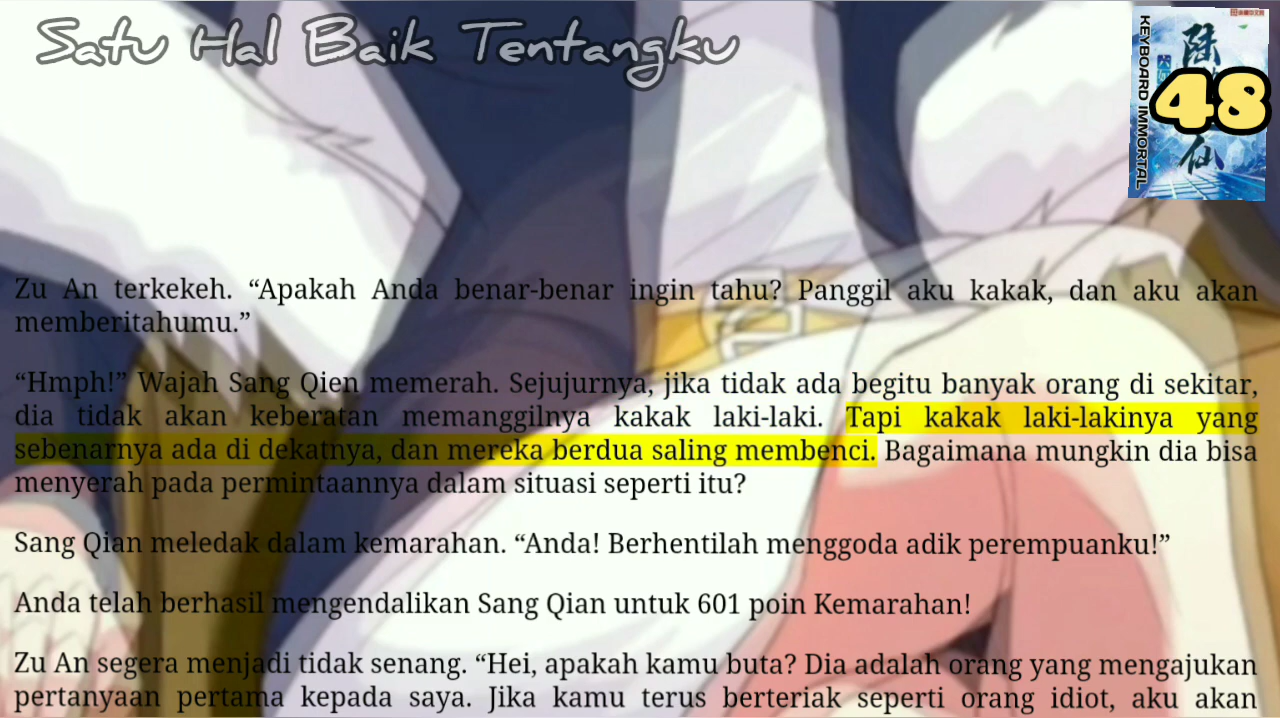 Satu Hal Baik Tentangku
KEYBOARD IMMORTAL
陆
仙
48
Zu An terkekeh. “Apakah Anda benar-benar ingin tahu? Panggil aku kakak, dan aku akan
memberitahumu.”
“Hmph!” Wajah Sang Qien memerah. Sejujurnya, jika tidak ada begitu banyak orang di sekitar,
dia tidak akan keberatan memanggilnya kakak laki-laki. Tapi kakak laki-lakinya yang
sebenarnya ada di dekatnya, dan mereka berdua saling membenci. Bagaimana mungkin dia bisa
menyerah pada permintaannya dalam situasi seperti itu?
Sang Qian meledak dalam kemarahan. “Anda! Berhentilah menggoda adik perempuanku!”
Anda telah berhasil mengendalikan Sang Qian untuk 601 poin Kemarahan!
Zu An segera menjadi tidak senang. “Hei, apakah kamu buta? Dia adalah orang yang mengajukan
pertanyaan pertama kepada saya. Jika kamu terus berteriak seperti orang idiot, aku akan